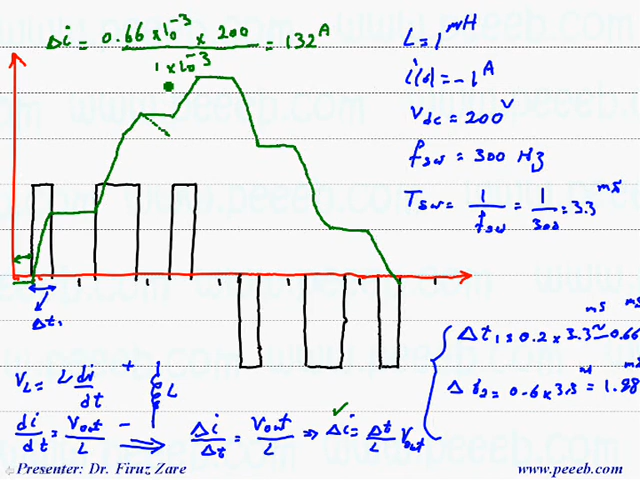 Δi = 0.66 × 10⁻³ × 200 / 1 × 10⁻³ = 132 A
L = 1 mH
i(0) = -1 A
Vdc = 200 V
fsw = 300 Hz
Tsw = 1/fsw = 1/300 = 3.3 ms
Δt₁
VL = L di/dt
+
L
-
di/dt = Vout/L ⇒ Δi/Δt = Vout/L ⇒ Δi = Δt/L Vout
Δt₁ = 0.2 × 3.3 ms ≈ 0.66 ms
Δt₂ = 0.6 × 3.3 = 1.98 ms
Presenter: Dr. Firuz Zare
www.peeeb.com